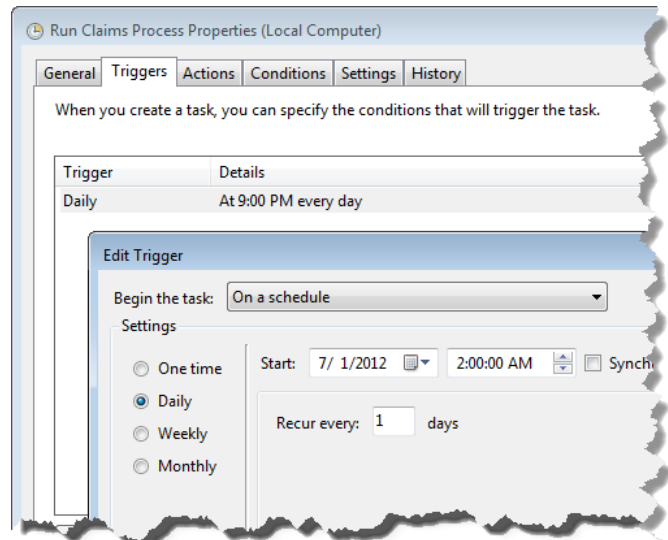 Run Claims Process Properties (Local Computer)
General Triggers Actions Conditions Settings History
When you create a task, you can specify the conditions that will trigger the task.
Trigger Details
Daily At 9:00 PM every day
Edit Trigger
Begin the task: On a schedule
Settings
One time Start: 7/ 1/2012 2:00:00 AM Synch
Daily
Recur every: 1 days
Weekly
Monthly